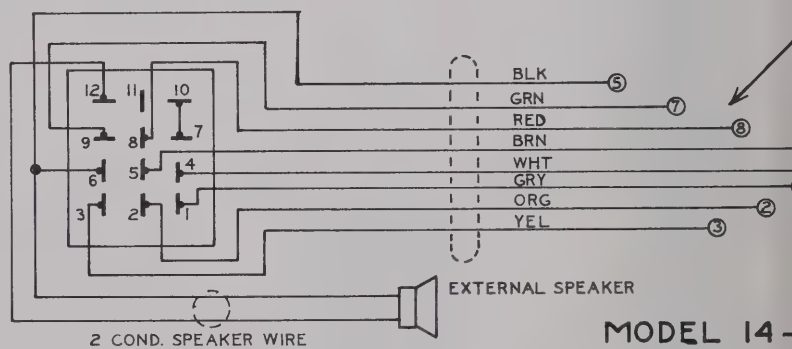 BLK ⑤
12 11 10
GRN ⑦
RED ⑧
9 8 7
BRN
WHT
6 5 4
GRY
ORG ②
3 2 1
YEL ③
EXTERNAL SPEAKER
2 COND. SPEAKER WIRE
MODEL 14-